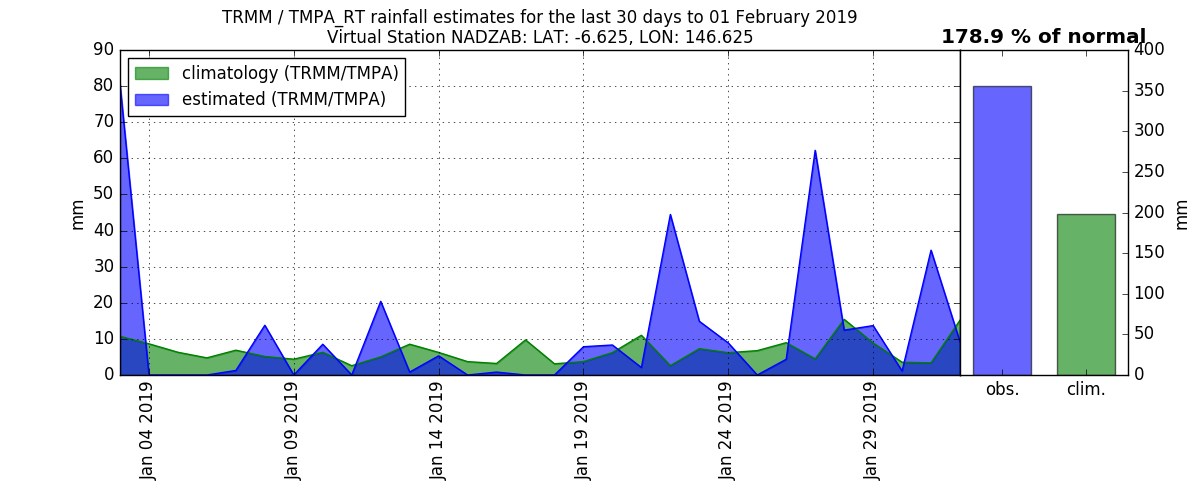 TRMM / TMPA_RT rainfall estimates for the last 30 days to 01 February 2019
Virtual Station NADZAB: LAT: -6.625, LON: 146.625
178.9 % of normal
climatology (TRMM/TMPA)
estimated (TRMM/TMPA)
90
80
70
60
50
40
30
20
10
0
mm
Jan 04 2019
Jan 09 2019
Jan 14 2019
Jan 19 2019
Jan 24 2019
Jan 29 2019
400
350
300
250
200
150
100
50
0
mm
obs.
clim.